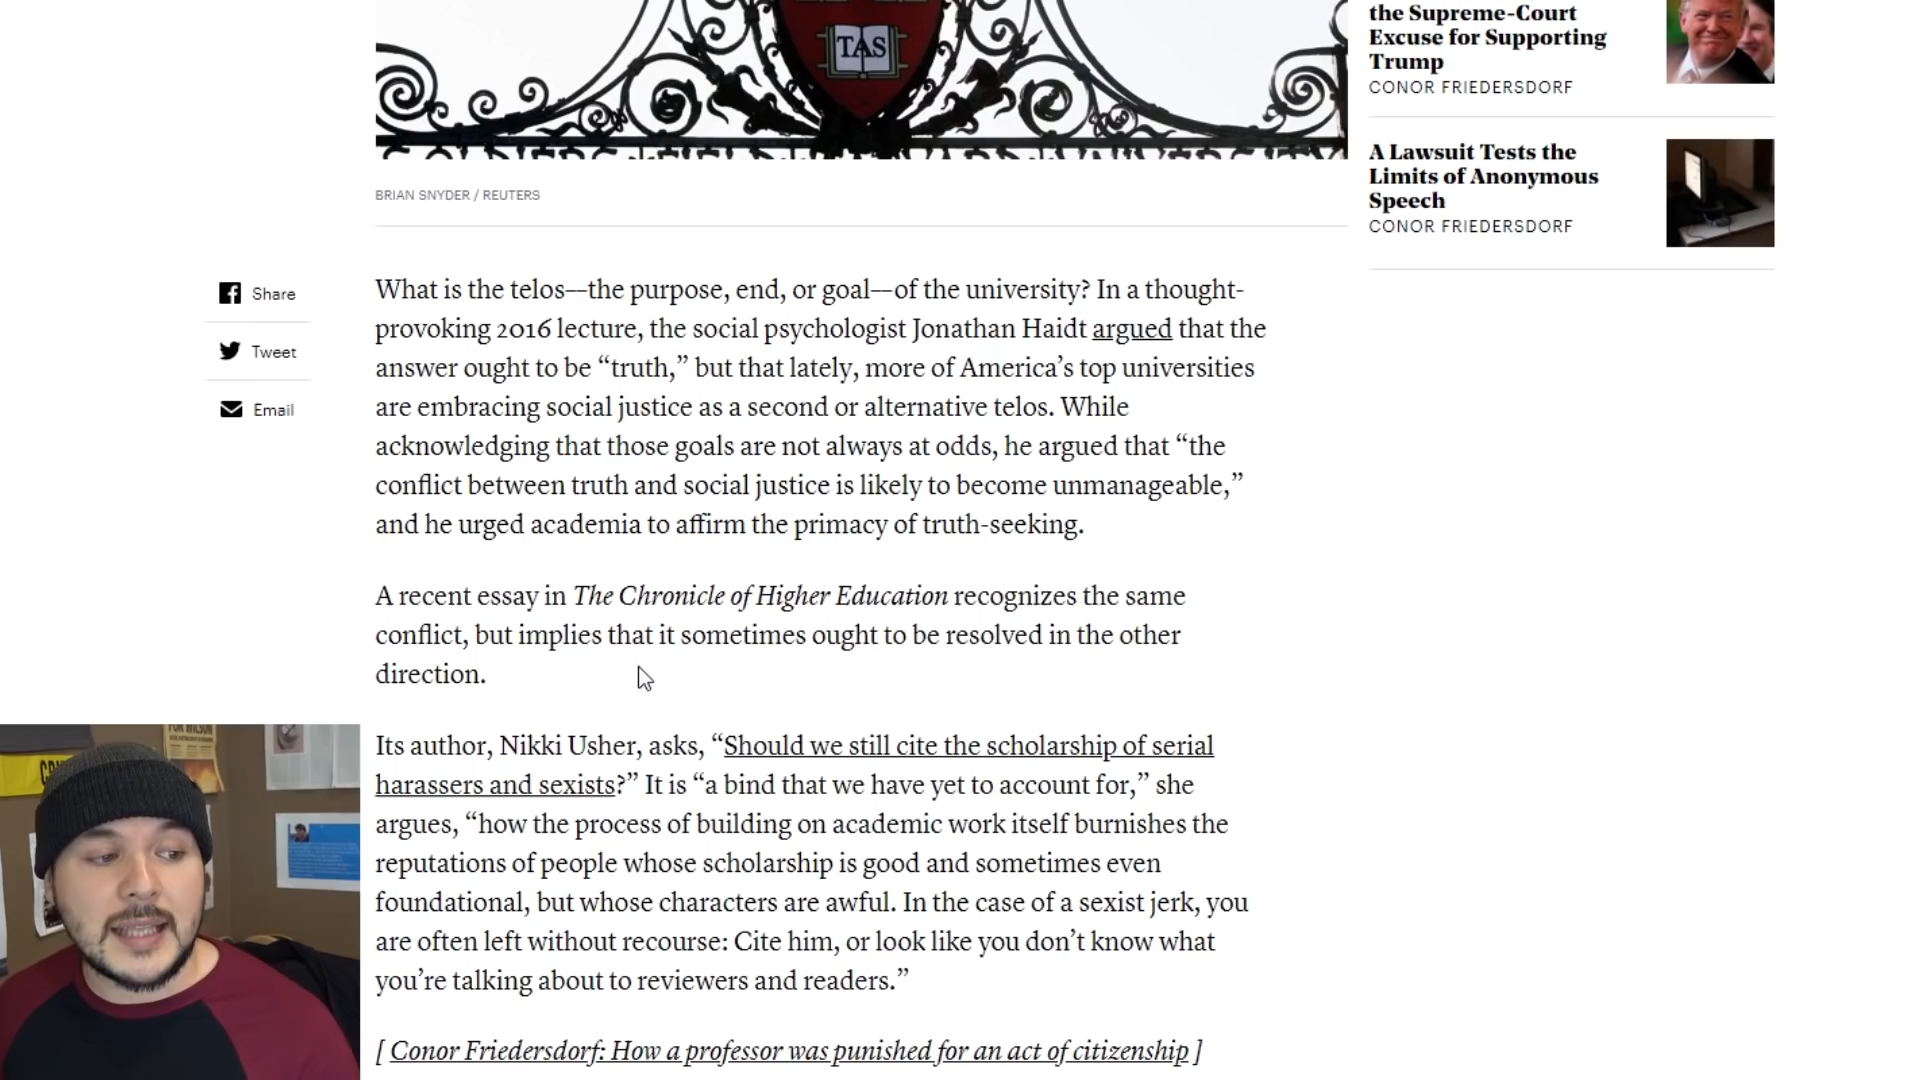 TAS
BRIAN SNYDER / REUTERS
the Supreme-Court
Excuse for Supporting
Trump
CONOR FRIEDERSDORF
A Lawsuit Tests the
Limits of Anonymous
Speech
CONOR FRIEDERSDORF
Share
Tweet
Email
What is the telos—the purpose, end, or goal—of the university? In a thought-
provoking 2016 lecture, the social psychologist Jonathan Haidt argued that the
answer ought to be “truth,” but that lately, more of America’s top universities
are embracing social justice as a second or alternative telos. While
acknowledging that those goals are not always at odds, he argued that “the
conflict between truth and social justice is likely to become unmanageable,”
and he urged academia to affirm the primacy of truth-seeking.
A recent essay in The Chronicle of Higher Education recognizes the same
conflict, but implies that it sometimes ought to be resolved in the other
direction.
Its author, Nikki Usher, asks, “Should we still cite the scholarship of serial
harassers and sexists?” It is “a bind that we have yet to account for,” she
argues, “how the process of building on academic work itself burnishes the
reputations of people whose scholarship is good and sometimes even
foundational, but whose characters are awful. In the case of a sexist jerk, you
are often left without recourse: Cite him, or look like you don’t know what
you’re talking about to reviewers and readers.”
[ Conor Friedersdorf: How a professor was punished for an act of citizenship ]